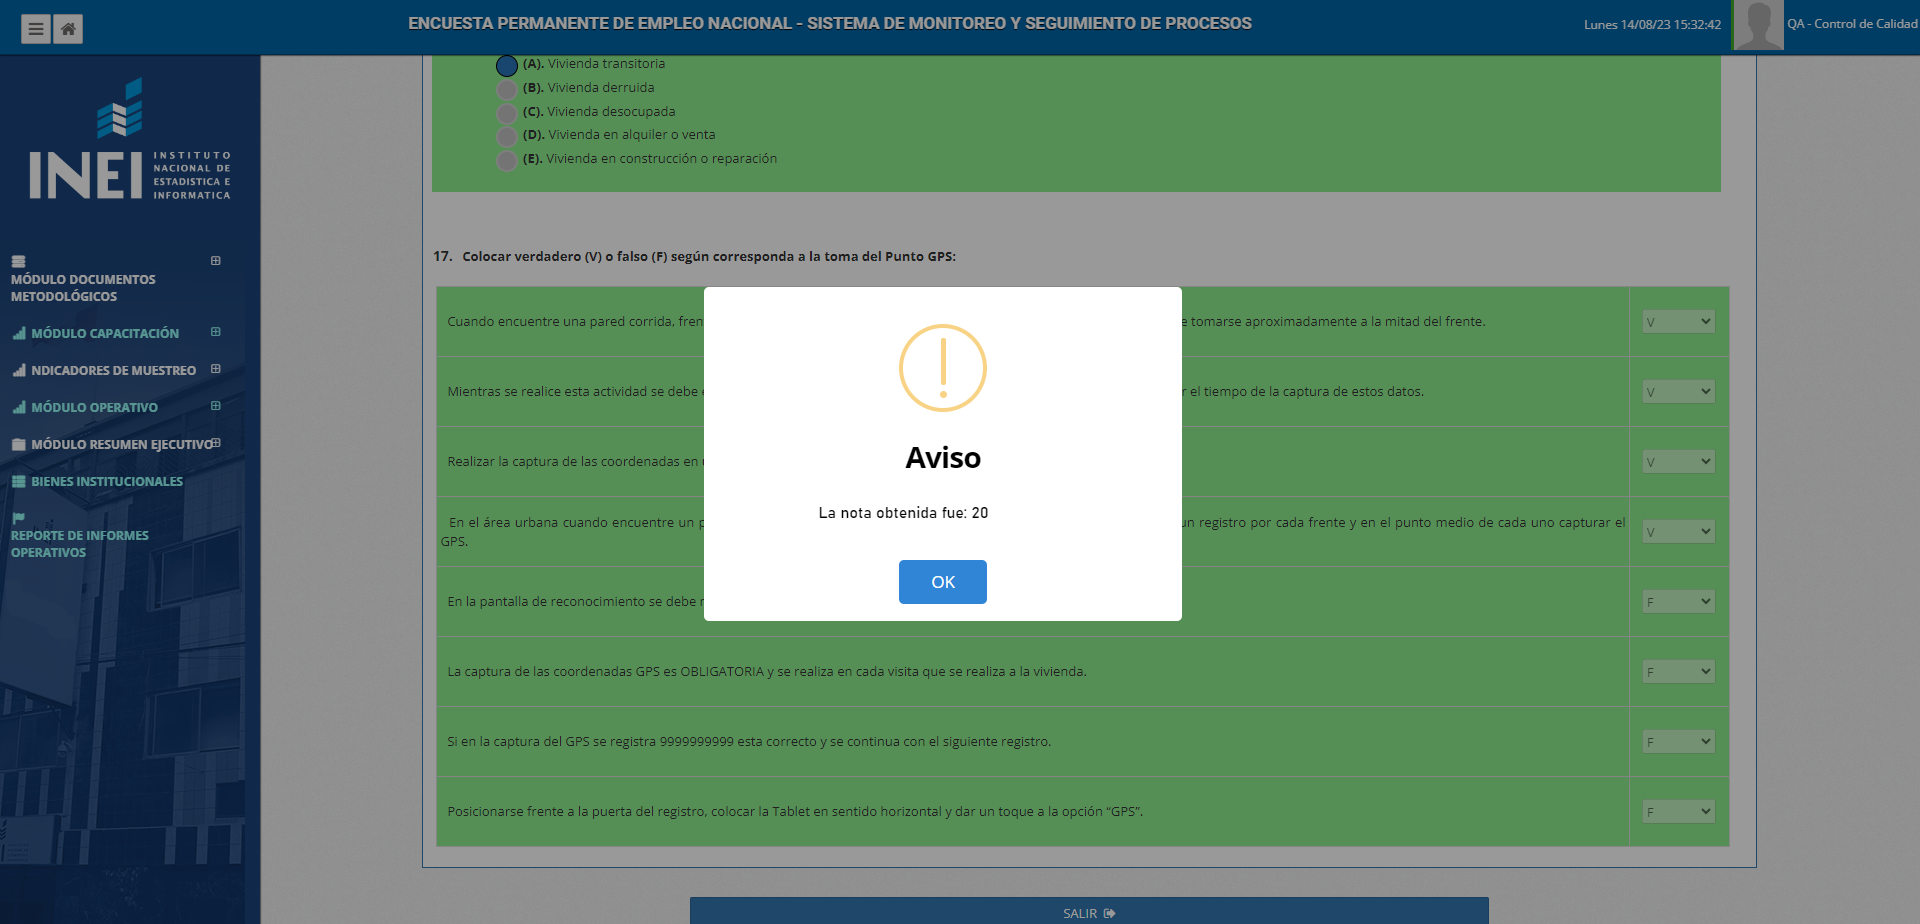 ENCUESTA PERMANENTE DE EMPLEO NACIONAL - SISTEMA DE MONITOREO Y SEGUIMIENTO DE PROCESOS
Lunes 14/08/23 15:32:42
QA - Control de Calidad
INEI
INSTITUTO
NACIONAL DE
ESTADISTICA E
INFORMATICA
MÓDULO DOCUMENTOS
METODOLÓGICOS
MÓDULO CAPACITACIÓN
NDICADORES DE MUESTREO
MÓDULO OPERATIVO
MÓDULO RESUMEN EJECUTIVO
BIENES INSTITUCIONALES
REPORTE DE INFORMES
OPERATIVOS
(A). Vivienda transitoria
(B). Vivienda derruida
(C). Vivienda desocupada
(D). Vivienda en alquiler o venta
(E). Vivienda en construcción o reparación
17. Colocar verdadero (V) o falso (F) según corresponda a la toma del Punto GPS:
Cuando encuentre una pared corrida, fren
e tomarse aproximadamente a la mitad del frente.
V
Mientras se realice esta actividad se debe
r el tiempo de la captura de estos datos.
V
Realizar la captura de las coordenadas en
V
En el área urbana cuando encuentre un
un registro por cada frente y en el punto medio de cada uno capturar el
GPS.
V
En la pantalla de reconocimiento se debe
F
La captura de las coordenadas GPS es OBLIGATORIA y se realiza en cada visita que se realiza a la vivienda.
F
Si en la captura del GPS se registra 9999999999 esta correcto y se continua con el siguiente registro.
F
Posicionarse frente a la puerta del registro, colocar la Tablet en sentido horizontal y dar un toque a la opción “GPS”.
F
Aviso
La nota obtenida fue: 20
OK
SALIR